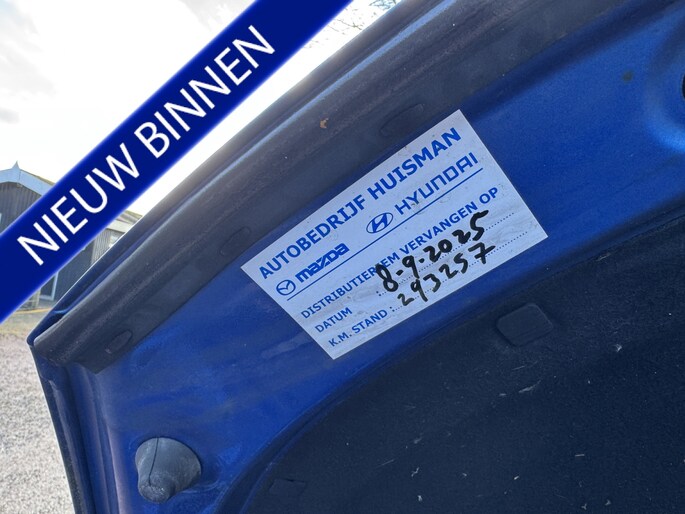 NIEUW BINNEN
AUTOBEDRIJF HUISMAN
mazda HYUNDAI
DISTRIBUTIERIEM VERVANGEN OP
DATUM : 8-9-2025
K.M. STAND : 293257